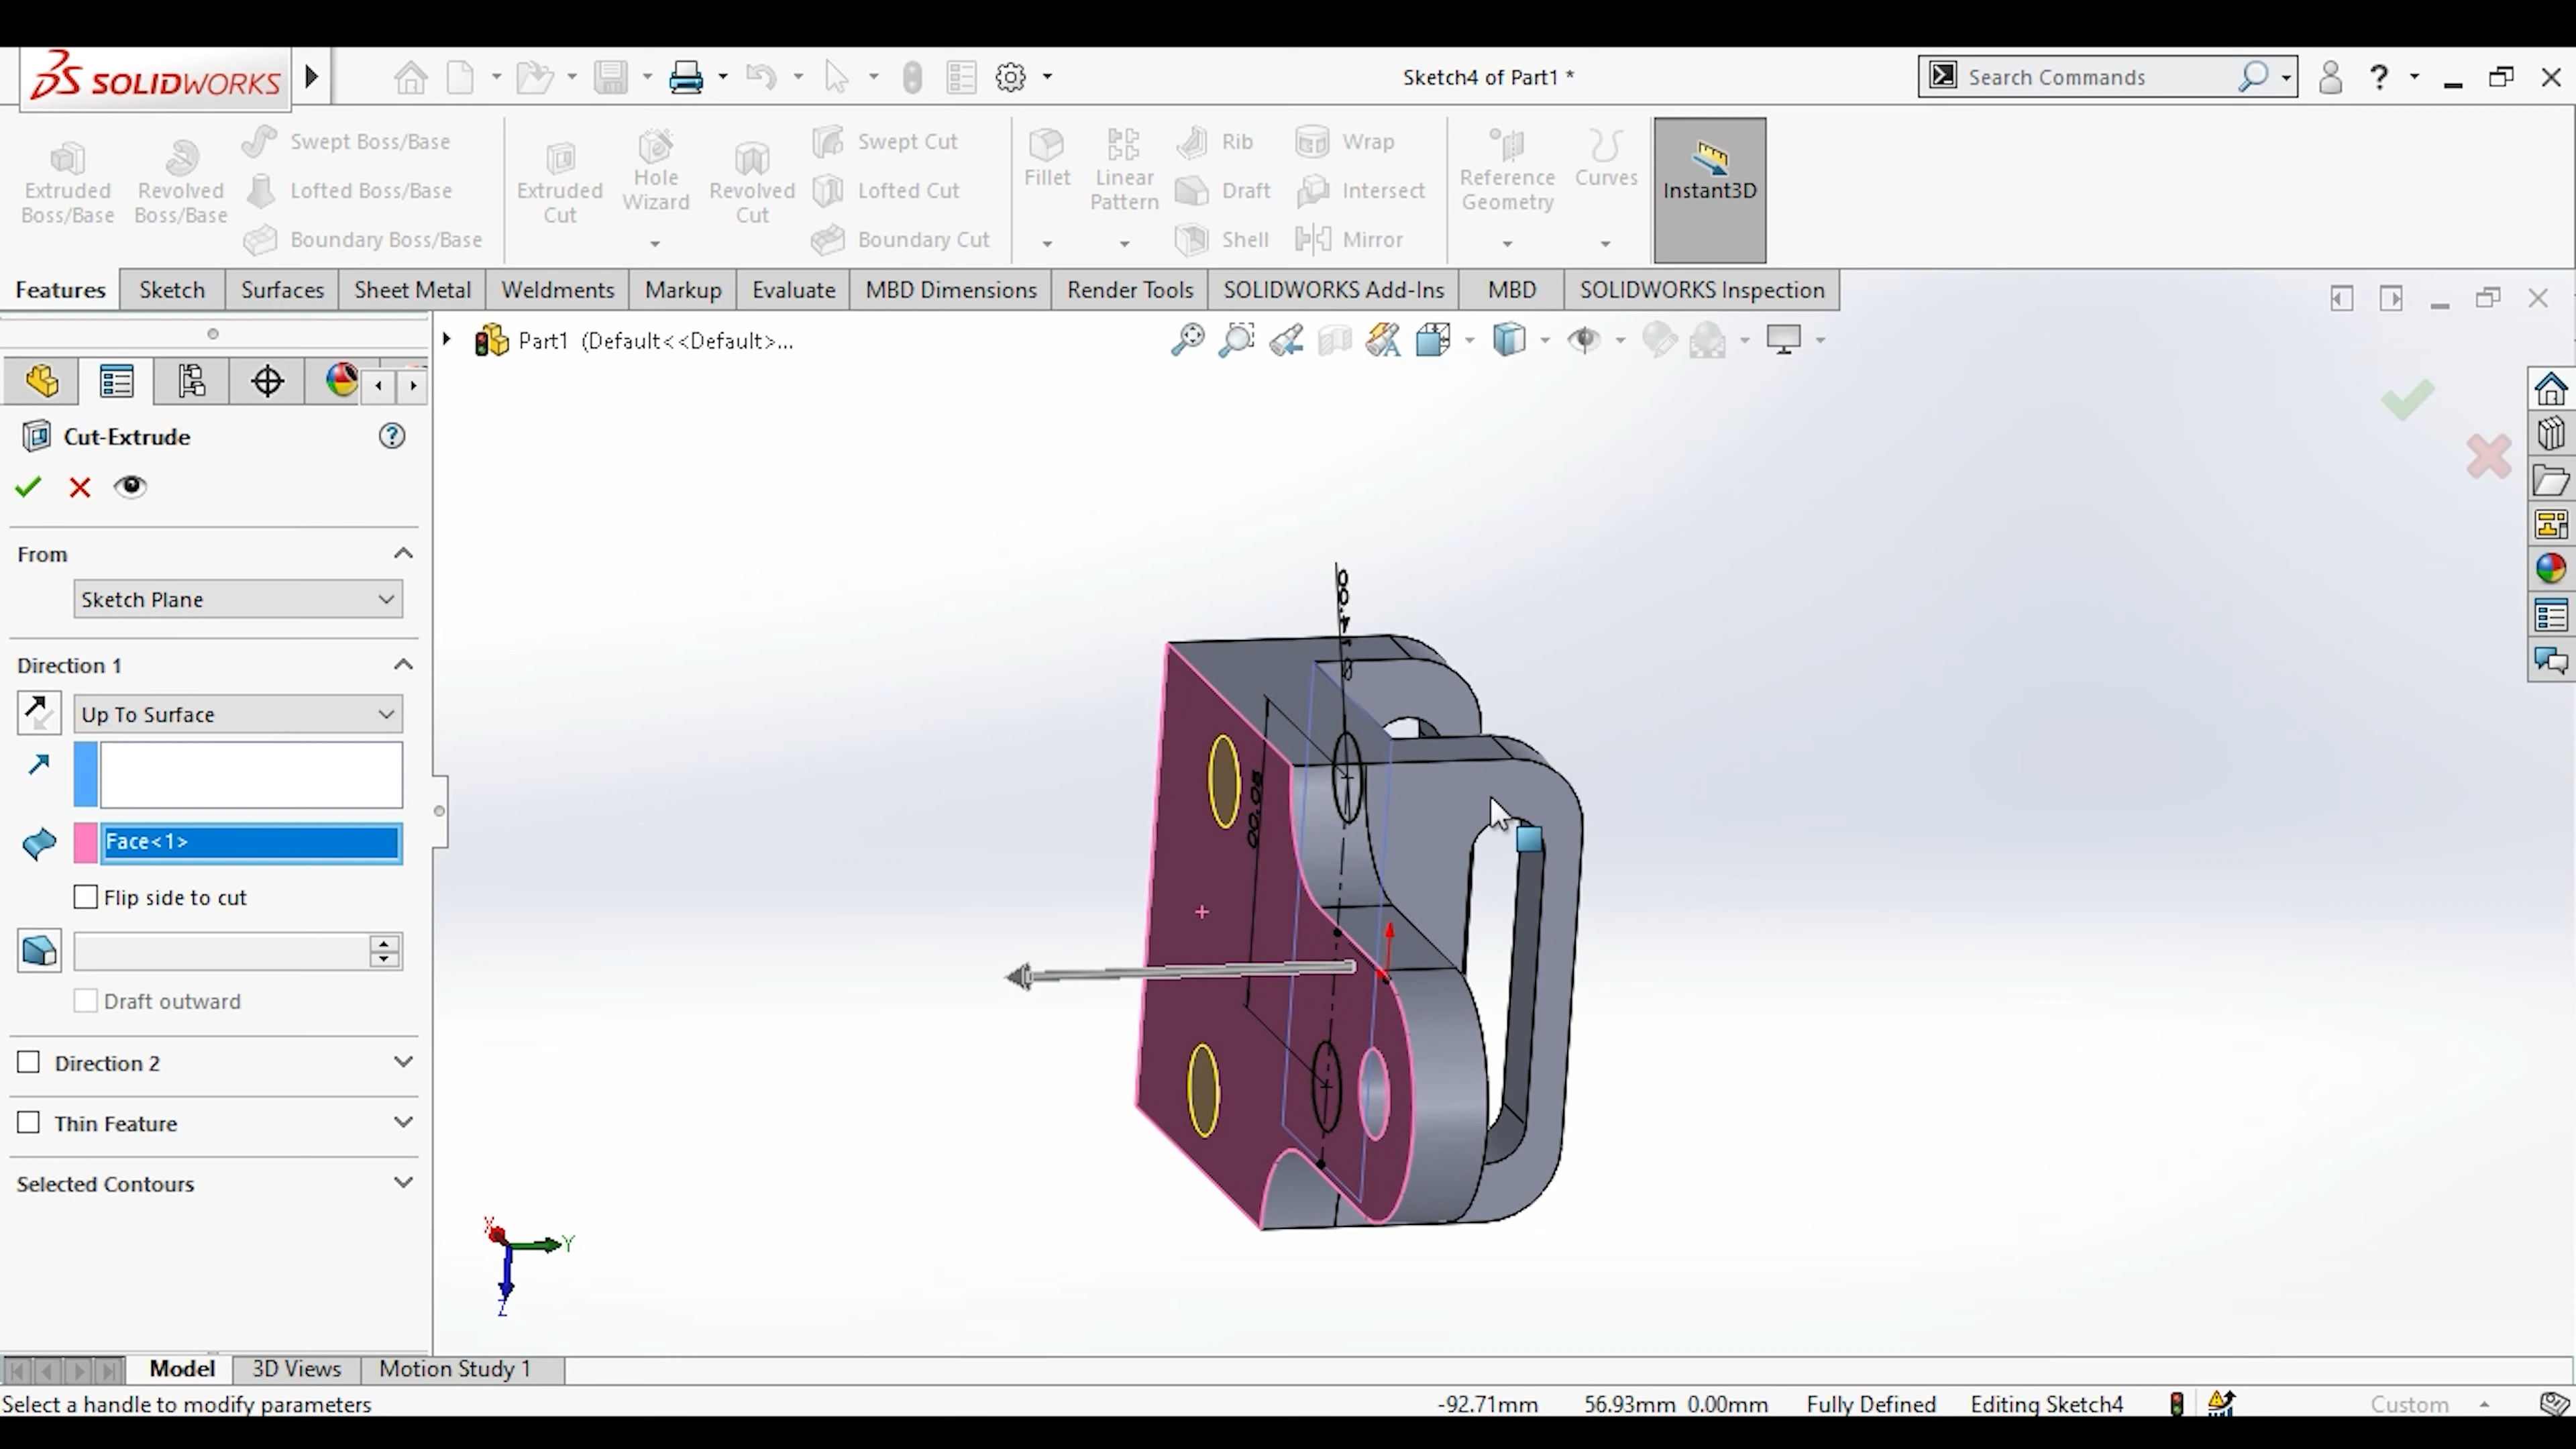 SOLIDWORKS
Sketch4 of Part1 *
Search Commands
?
Extruded Boss/Base
Revolved Boss/Base
Swept Boss/Base
Lofted Boss/Base
Boundary Boss/Base
Extruded Cut
Hole Wizard
Revolved Cut
Swept Cut
Lofted Cut
Boundary Cut
Fillet
Linear Pattern
Rib
Draft
Shell
Wrap
Intersect
Mirror
Reference Geometry
Curves
Instant3D
Features Sketch Surfaces Sheet Metal Weldments Markup Evaluate MBD Dimensions Render Tools SOLIDWORKS Add-Ins MBD SOLIDWORKS Inspection
Part1 (Default<<Default>...
Cut-Extrude
?
From
Sketch Plane
Direction 1
Up To Surface
Face<1>
Flip side to cut
Draft outward
Direction 2
Thin Feature
Selected Contours
50.00
X
Y
Z
Model 3D Views Motion Study 1
Select a handle to modify parameters
-92.71mm 56.93mm 0.00mm Fully Defined Editing Sketch4 Custom